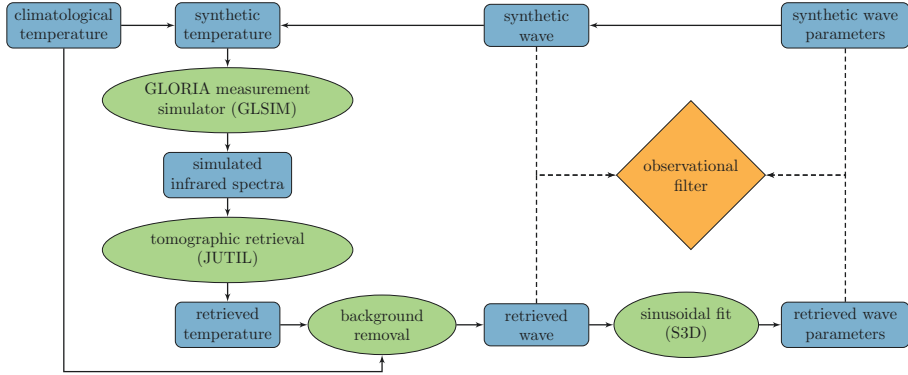 climatological
temperature
synthetic
temperature
synthetic
wave
synthetic wave
parameters
GLORIA measurement
simulator (GLSIM)
simulated
infrared spectra
observational
filter
tomographic retrieval
(JUTIL)
retrieved
temperature
background
removal
retrieved
wave
sinusoidal fit
(S3D)
retrieved wave
parameters